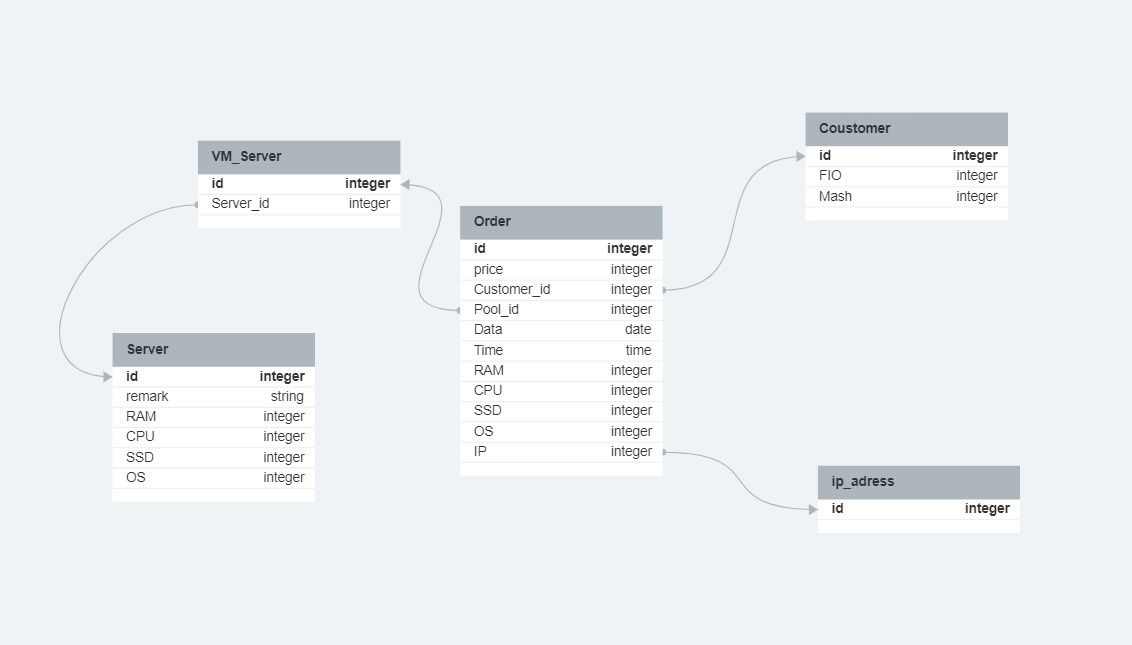 VM_Server
id integer
Server_id integer
Server
id integer
remark string
RAM integer
CPU integer
SSD integer
OS integer
Order
id integer
price integer
Customer_id integer
Pool_id integer
Data date
Time time
RAM integer
CPU integer
SSD integer
OS integer
IP integer
Coustomer
id integer
FIO integer
Mash integer
ip_adress
id integer